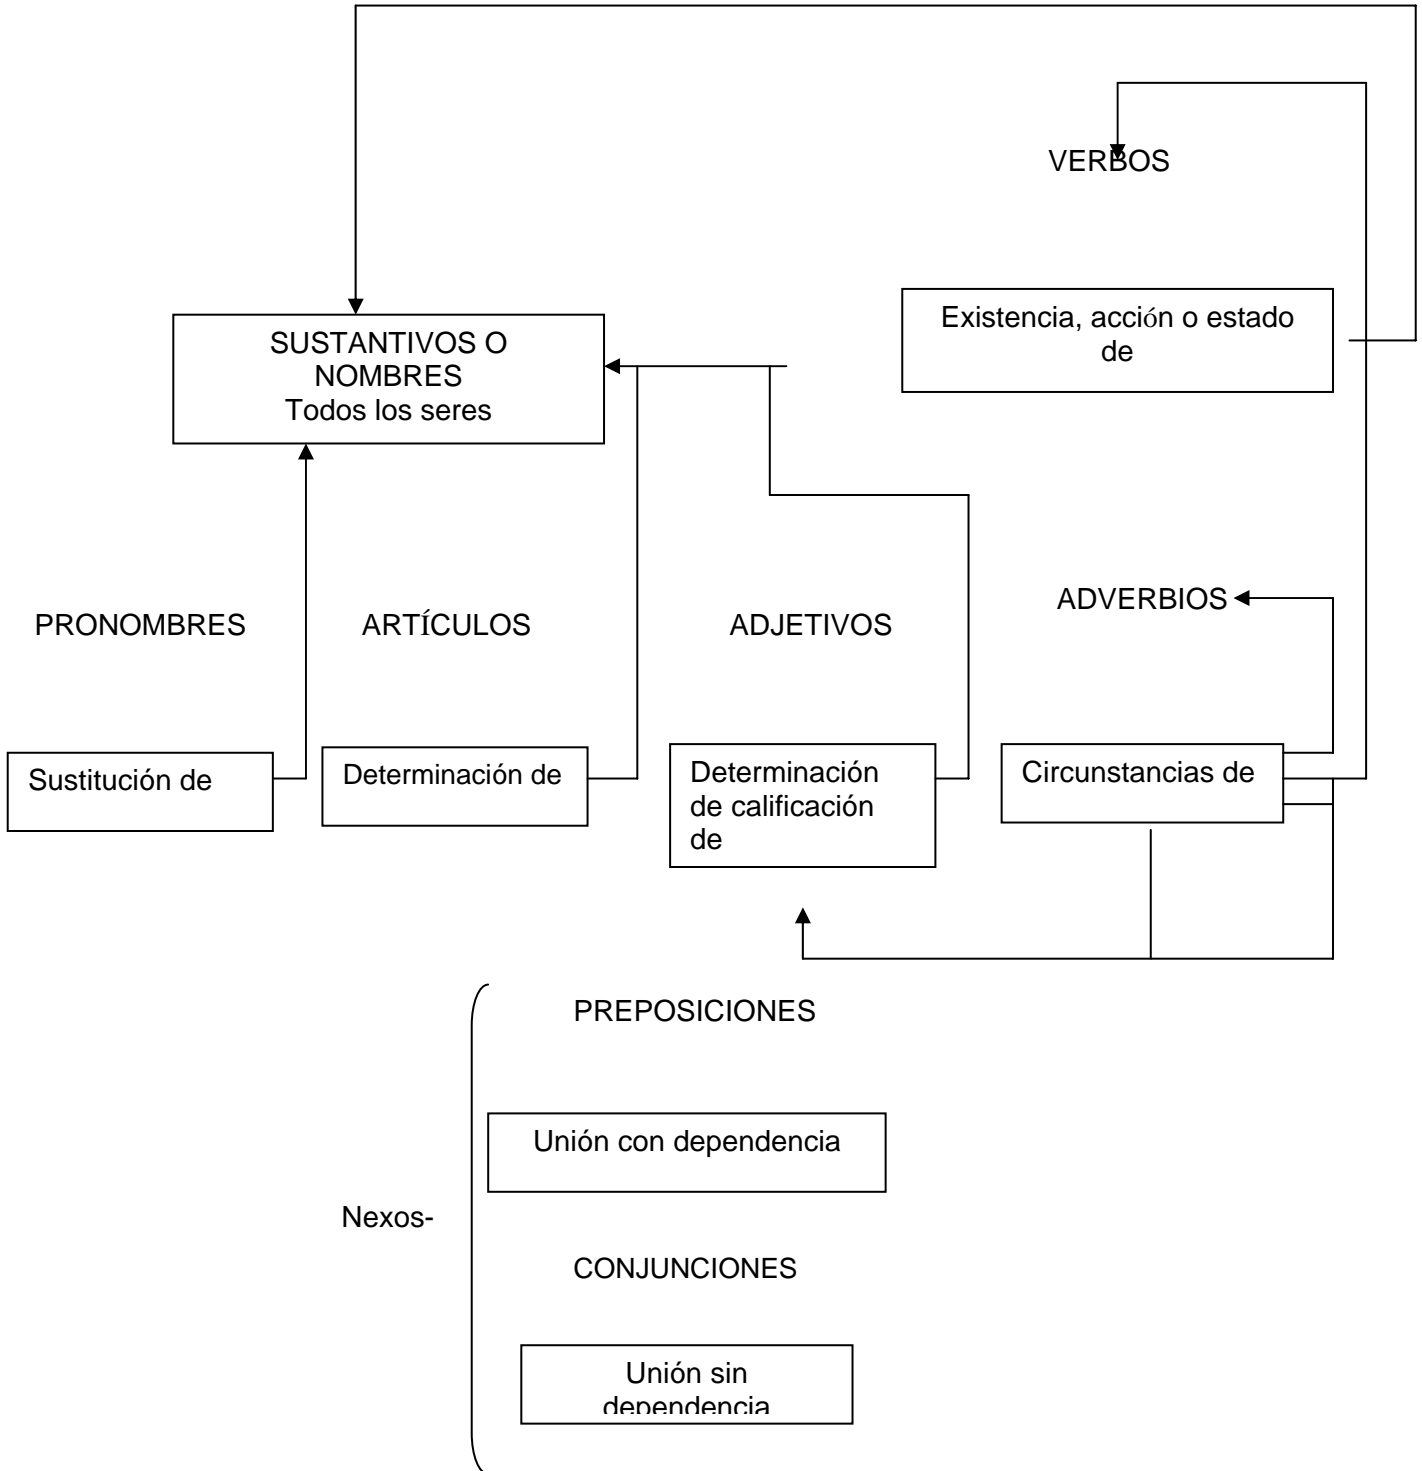 VERBOS
Existencia, acción o estado
de
SUSTANTIVOS O
NOMBRES
Todos los seres
PRONOMBRES
ARTÍCULOS
ADJETIVOS
ADVERBIOS
Sustitución de
Determinación de
Determinación
de calificación
de
Circunstancias de
PREPOSICIONES
Unión con dependencia
Nexos-
CONJUNCIONES
Unión sin
dependencia